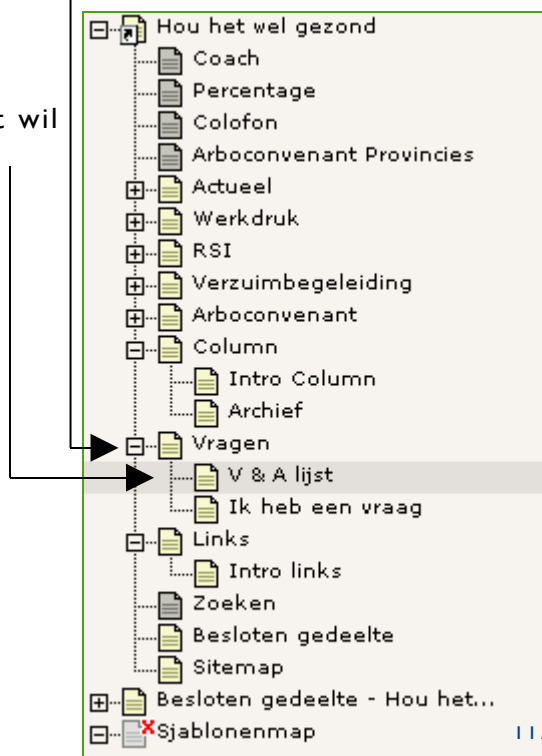 Hou het wel gezond
Coach
Percentage
Colofon
t wil
Arboconvenant Provincies
Actueel
Werkdruk
RSI
Verzuimbegeleiding
Arboconvenant
Column
Intro Column
Archief
Vragen
V & A lijst
Ik heb een vraag
Links
Intro links
Zoeken
Besloten gedeelte
Sitemap
Besloten gedeelte - Hou het...
Sjablonenmap